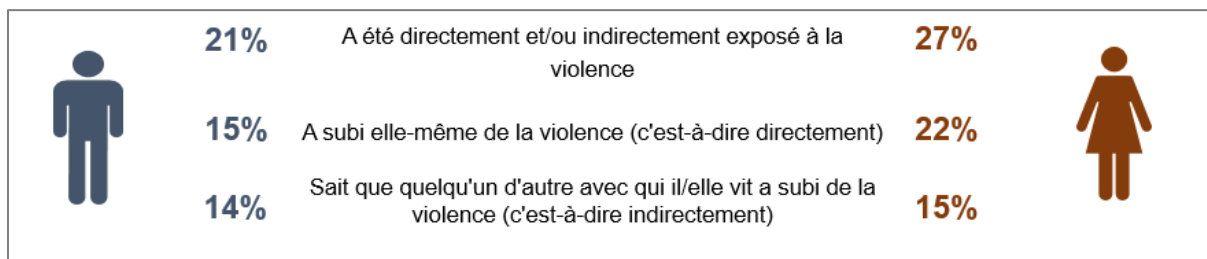 21% A été directement et/ou indirectement exposé à la 27%
violence
15% A subi elle-même de la violence (c'est-à-dire directement) 22%
Sait que quelqu'un d'autre avec qui il/elle vit a subi de la
14% violence (c'est-à-dire indirectement) 15%